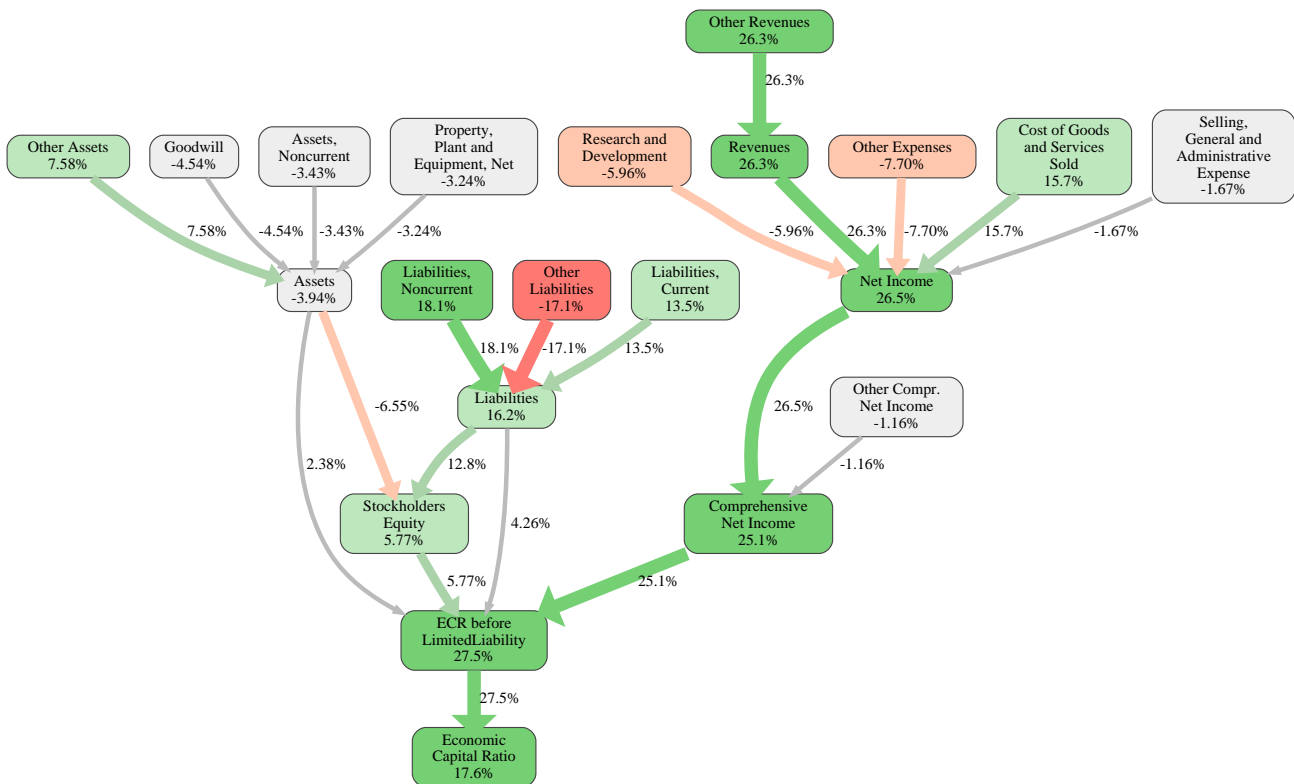 Other Revenues
26.3%
26.3%
Other Assets
7.58%
Goodwill
-4.54%
Assets,
Noncurrent
-3.43%
Property,
Plant and
Equipment, Net
-3.24%
Research and
Development
-5.96%
Revenues
26.3%
Other Expenses
-7.70%
Cost of Goods
and Services
Sold
15.7%
Selling,
General and
Administrative
Expense
-1.67%
7.58%
-4.54%
-3.43%
-3.24%
-5.96%
26.3%
-7.70%
15.7%
-1.67%
Assets
-3.94%
Liabilities,
Noncurrent
18.1%
Other
Liabilities
-17.1%
Liabilities,
Current
13.5%
Net Income
26.5%
18.1%
-17.1%
13.5%
Liabilities
16.2%
Other Compr.
Net Income
-1.16%
-6.55%
26.5%
2.38%
12.8%
-1.16%
Stockholders
Equity
5.77%
4.26%
Comprehensive
Net Income
25.1%
5.77%
25.1%
ECR before
LimitedLiability
27.5%
27.5%
Economic
Capital Ratio
17.6%